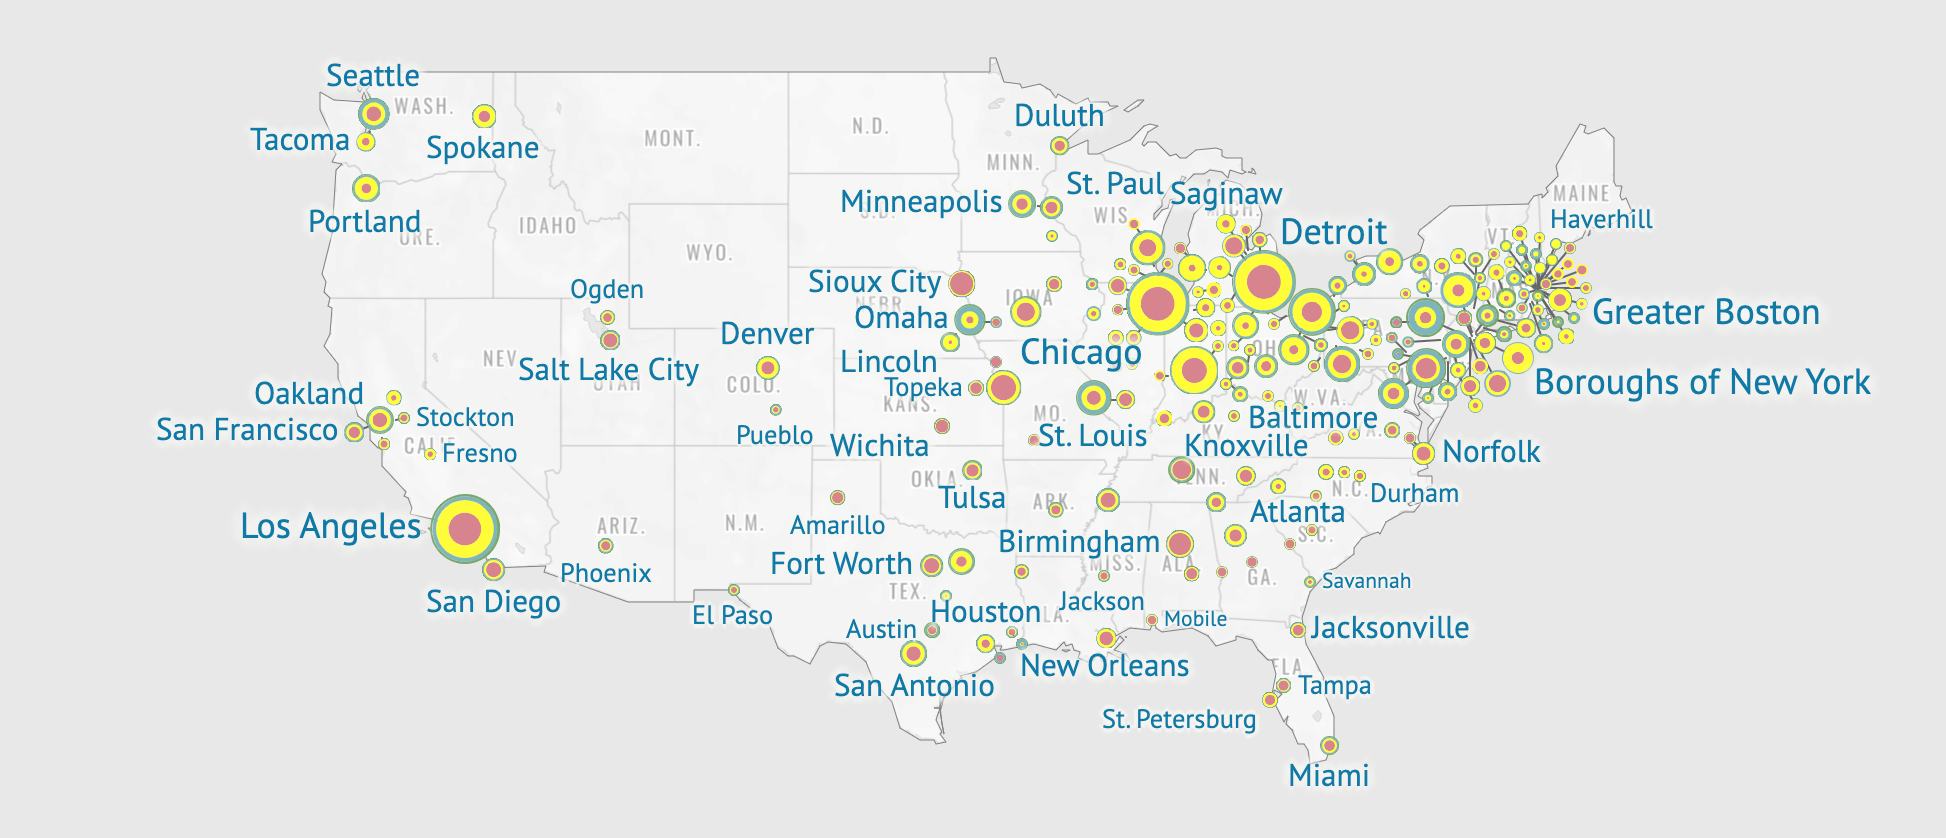 Seattle
WASH.
Duluth
Tacoma
Spokane
N.D.
MONT.
MINN.
St. Paul
Saginaw
MAINE
Minneapolis
WIS.
MICH.
Haverhill
Portland
ORE.
IDAHO
S.D.
Detroit
VT.
WYO.
Sioux City
Ogden
NEBR.
IOWA
Omaha
Greater Boston
Denver
NEV.
Lincoln
Chicago
OH
Salt Lake City
UTAH
COLO.
Topeka
Boroughs of New York
Oakland
KANS.
MO.
W.VA.
Stockton
Baltimore
San Francisco
CALIF.
Pueblo
Wichita
St. Louis
KY.
Knoxville
Norfolk
Fresno
OKLA.
TENN.
N.C.
Durham
Tulsa
ARK.
Atlanta
Los Angeles
ARIZ.
N.M.
Amarillo
Birmingham
S.C.
Phoenix
Fort Worth
MISS.
ALA.
GA.
Savannah
San Diego
TEX.
El Paso
Houston
Jackson
LA.
Mobile
Austin
Jacksonville
New Orleans
FLA.
San Antonio
Tampa
St. Petersburg
Miami